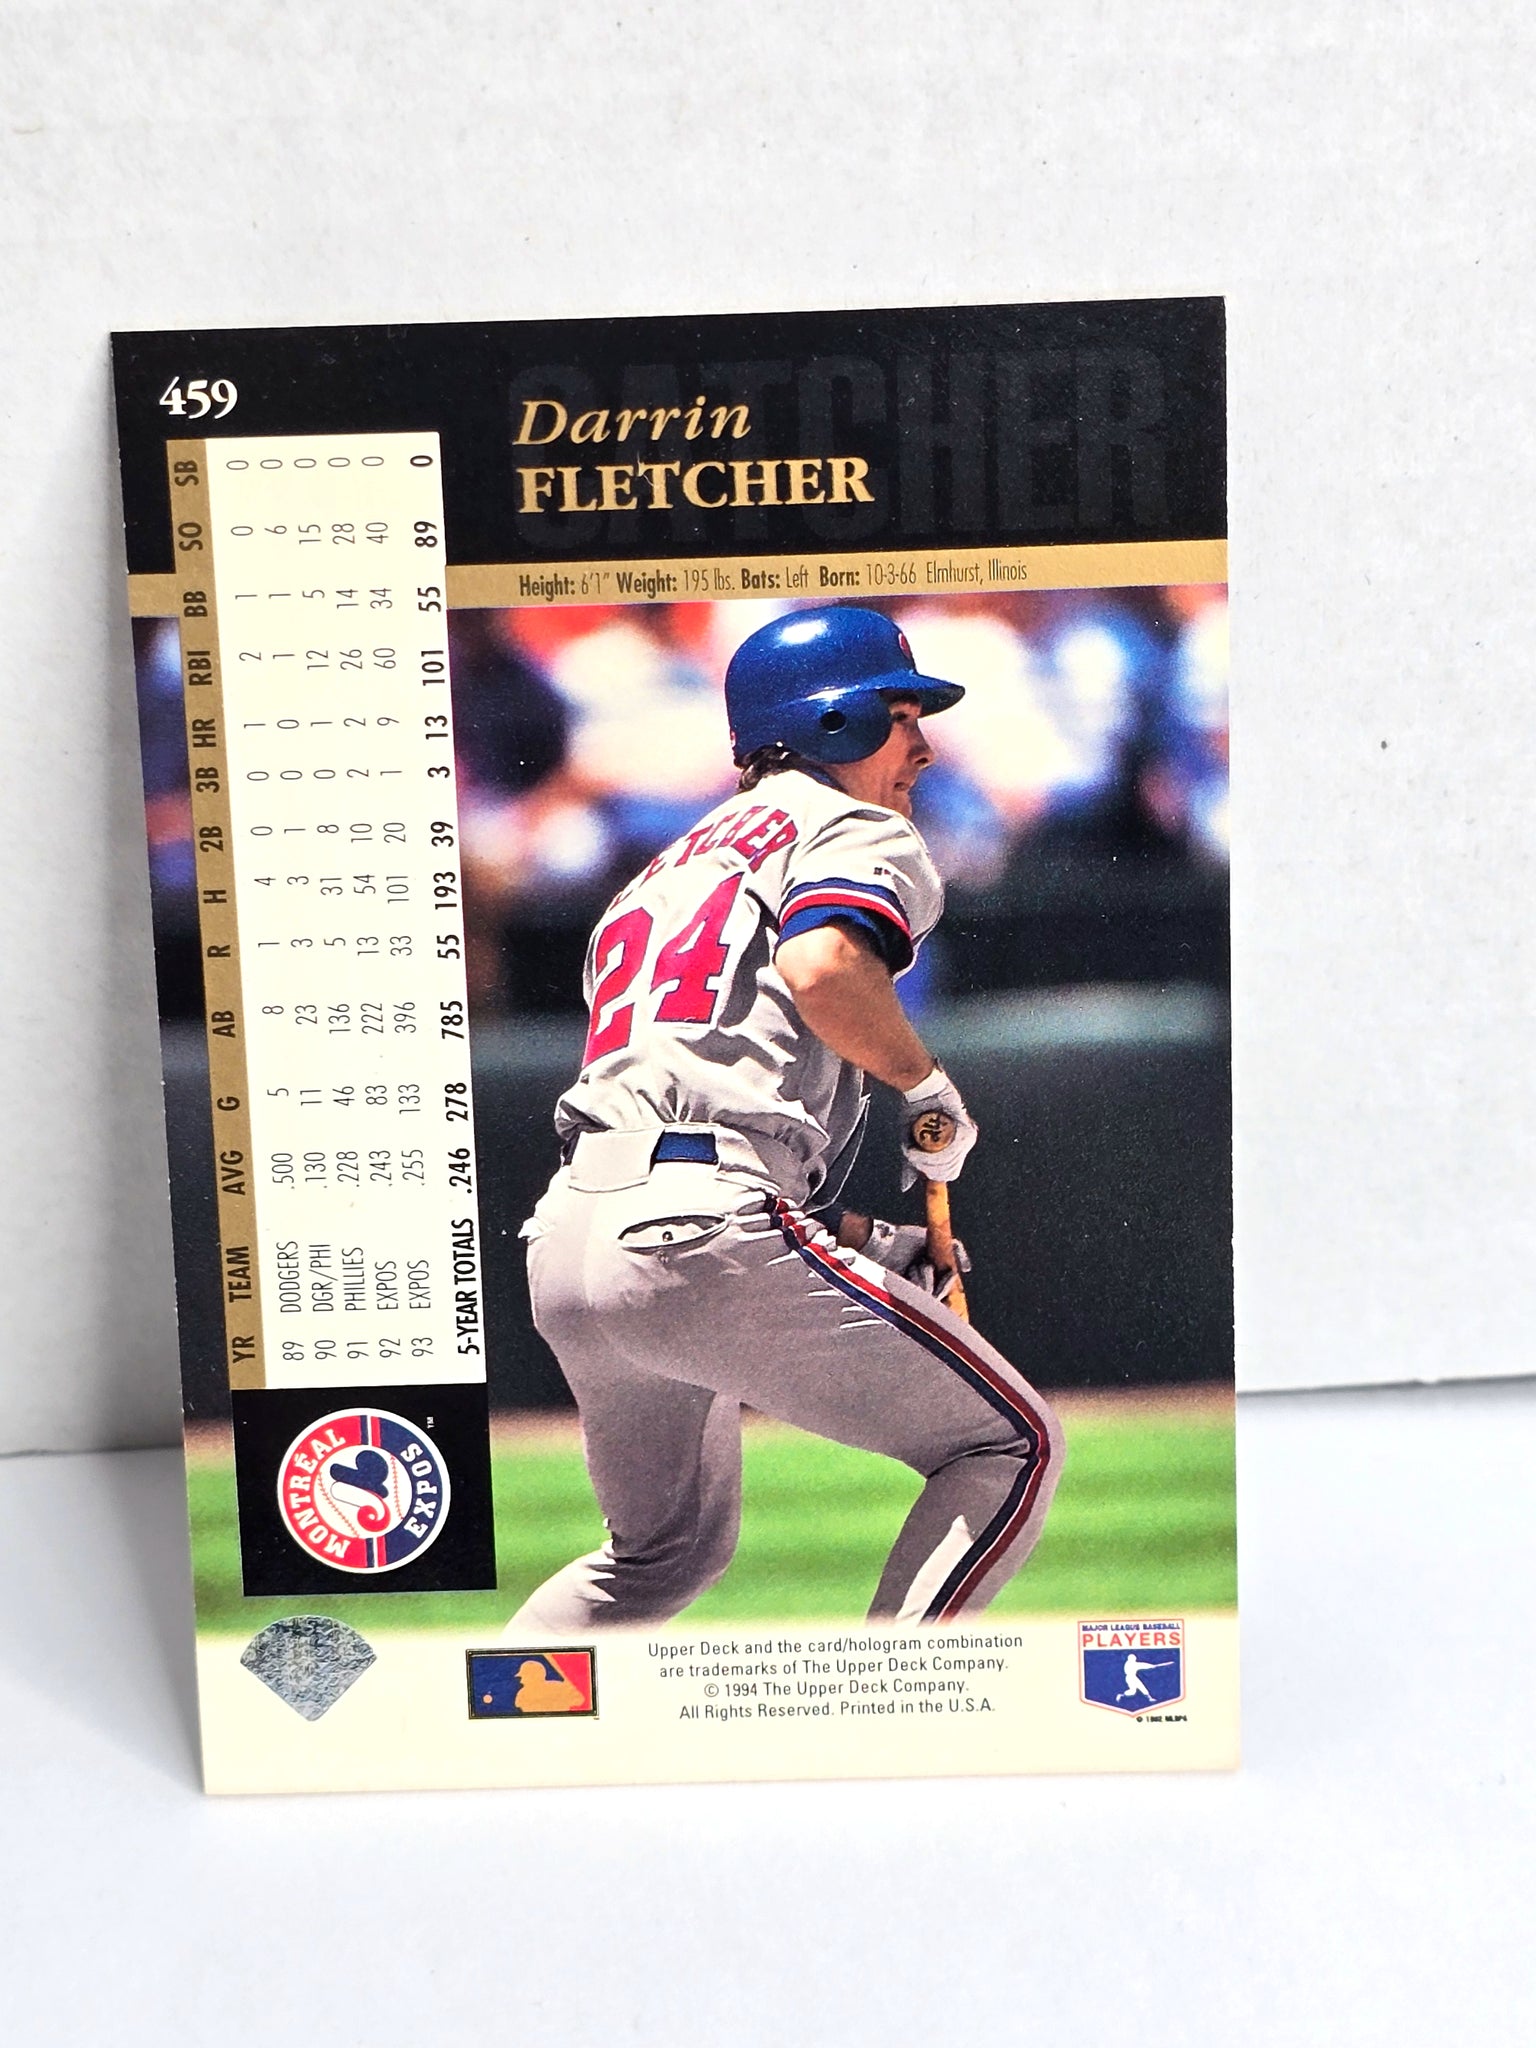 459
CATCHER
Darrin
FLETCHER
Height: 6'1" Weight: 195 lbs. Bats: Left Born: 10-3-66 Elmhurst, Illinois
YR TEAM AVG G AB R H 2B 3B HR RBI BB SO SB
89 DODGERS .500 5 8 1 4 0 0 1 2 1 0 0
90 DGR/PHI .130 11 23 3 3 1 0 0 1 1 6 0
91 PHILLIES .228 46 136 5 31 8 0 1 12 5 15 0
92 EXPOS .243 83 222 13 54 10 2 2 26 14 28 0
93 EXPOS .255 133 396 33 101 20 1 9 60 34 40 0
5-YEAR TOTALS .246 278 785 55 193 39 3 13 101 55 89 0
MONTRÉAL
EXPOS
TM
TCHER
24
24
Upper Deck and the card/hologram combination
are trademarks of The Upper Deck Company.
© 1994 The Upper Deck Company.
All Rights Reserved. Printed in the U.S.A.
MAJOR LEAGUE BASEBALL
PLAYERS
© 1992 MLBPA